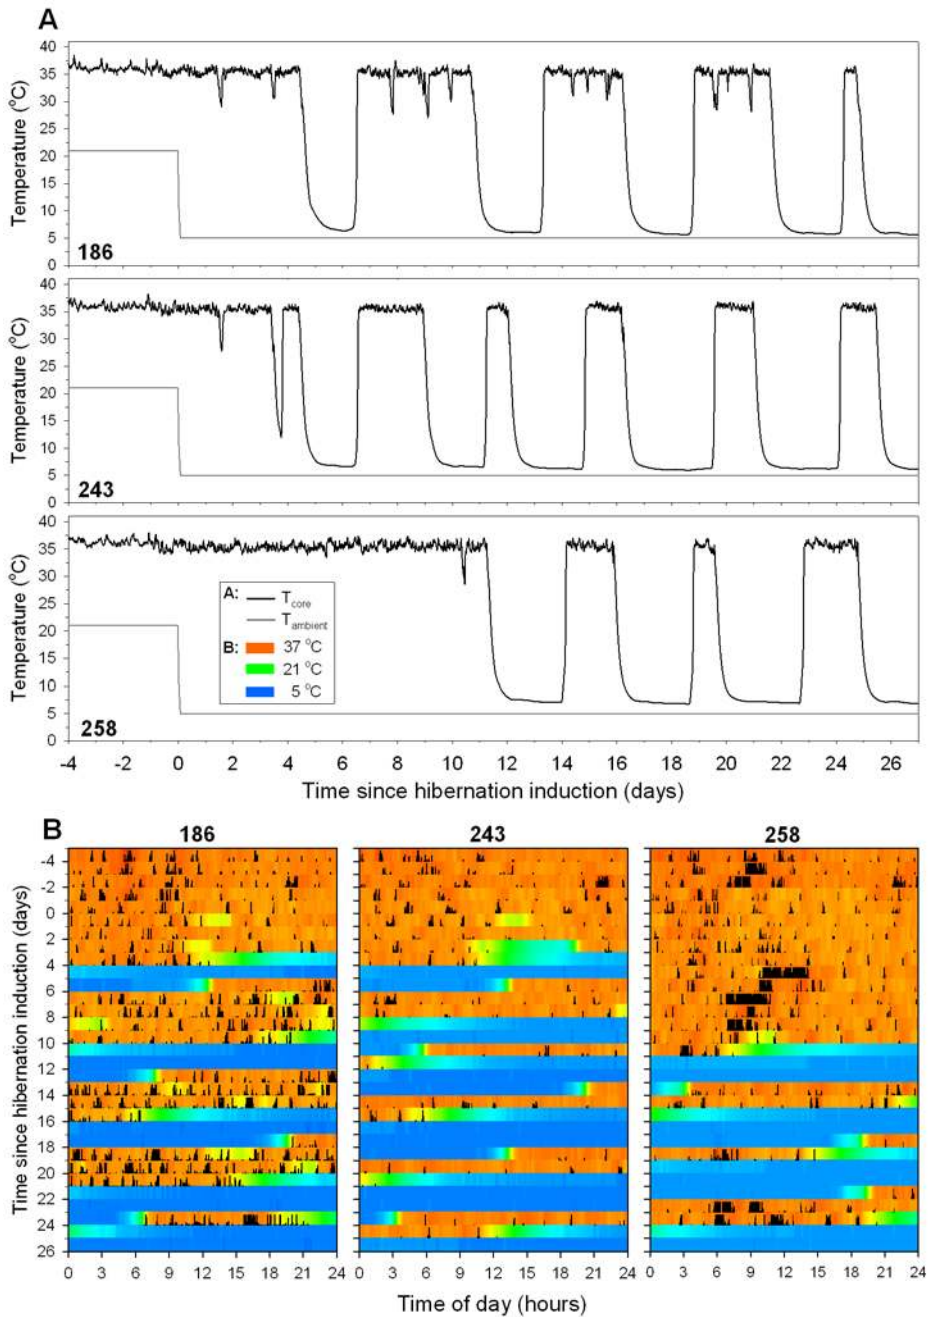 A
Temperature (°C)
40
35
30
25
20
15
10
5
0
186
Temperature (°C)
40
35
30
25
20
15
10
5
0
243
Temperature (°C)
40
35
30
25
20
15
10
5
0
258
A: T core
T ambient
B: 37 °C
21 °C
5 °C
-4 -2 0 2 4 6 8 10 12 14 16 18 20 22 24 26
Time since hibernation induction (days)
B
186 243 258
Time since hibernation induction (days)
-4
-2
0
2
4
6
8
10
12
14
16
18
20
22
24
26
0 3 6 9 12 15 18 21 24 0 3 6 9 12 15 18 21 24 0 3 6 9 12 15 18 21 24
Time of day (hours)